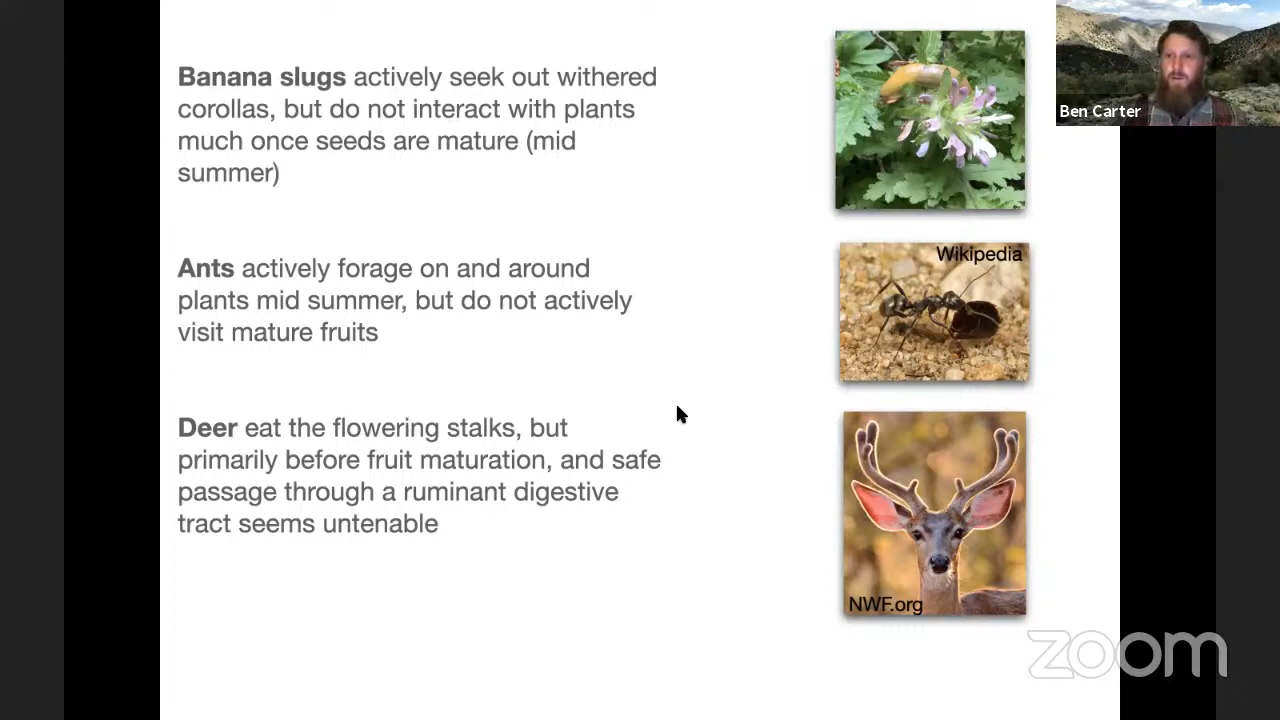 Banana slugs actively seek out withered
corollas, but do not interact with plants
much once seeds are mature (mid
summer)
Ants actively forage on and around
plants mid summer, but do not actively
visit mature fruits
Deer eat the flowering stalks, but
primarily before fruit maturation, and safe
passage through a ruminant digestive
tract seems untenable
Wikipedia
NWF.org
Ben Carter
zoom